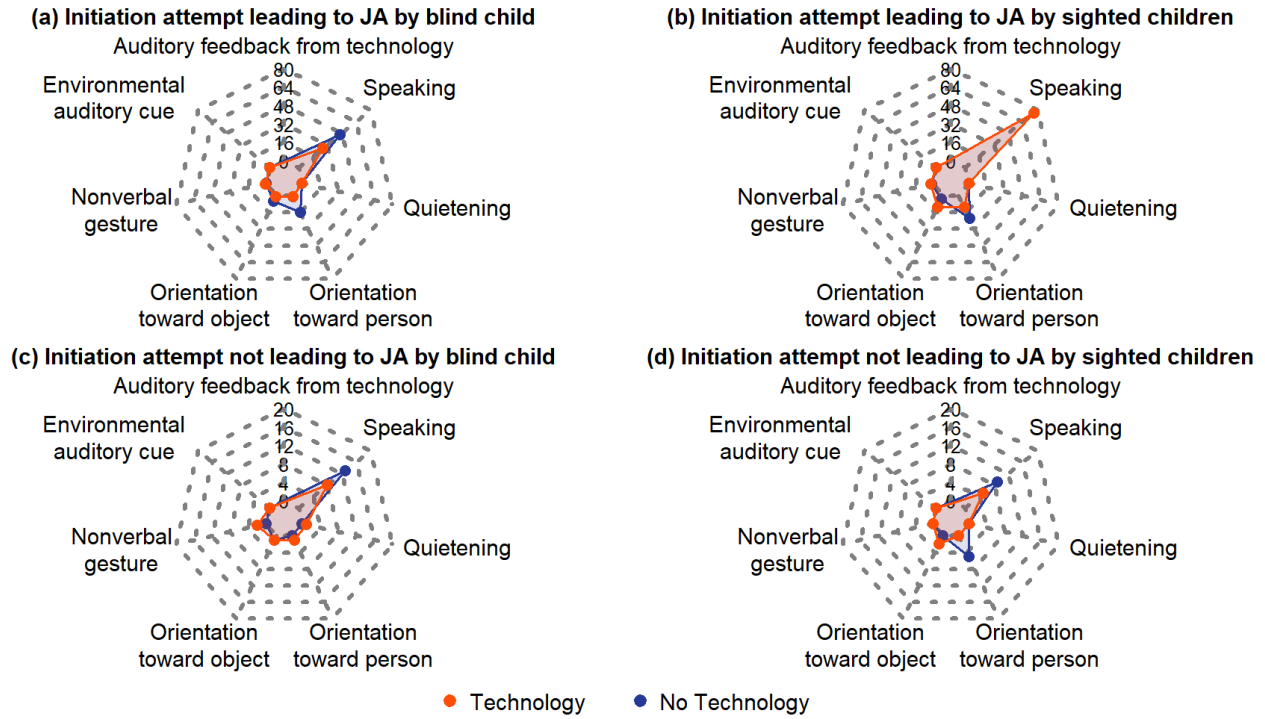 (a) Initiation attempt leading to JA by blind child
Auditory feedback from technology
80
64
48
32
16
0
Environmental
auditory cue
Speaking
Nonverbal
gesture
Quietening
Orientation
toward object
Orientation
toward person
(b) Initiation attempt leading to JA by sighted children
Auditory feedback from technology
80
64
48
32
16
0
Environmental
auditory cue
Speaking
Nonverbal
gesture
Quietening
Orientation
toward object
Orientation
toward person
(c) Initiation attempt not leading to JA by blind child
Auditory feedback from technology
20
16
12
8
4
0
Environmental
auditory cue
Speaking
Nonverbal
gesture
Quietening
Orientation
toward object
Orientation
toward person
(d) Initiation attempt not leading to JA by sighted children
Auditory feedback from technology
20
16
12
8
4
0
Environmental
auditory cue
Speaking
Nonverbal
gesture
Quietening
Orientation
toward object
Orientation
toward person
Technology
No Technology